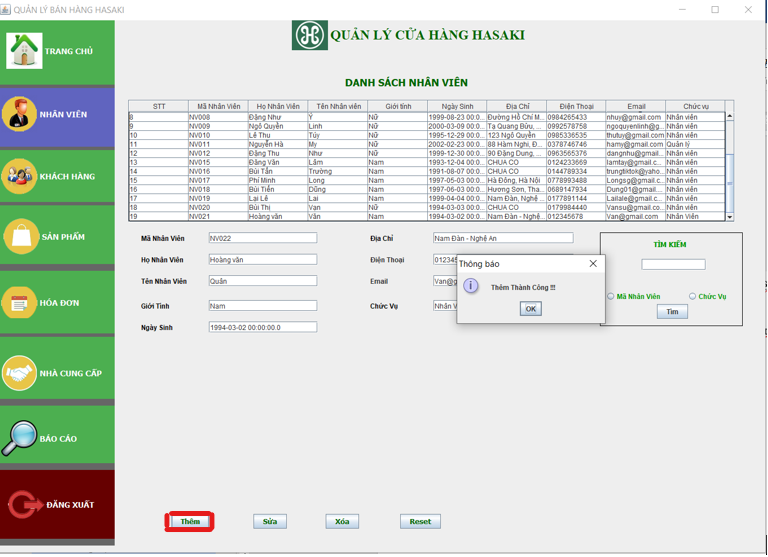 QUẢN LÝ BÁN HÀNG HASAKI
QUẢN LÝ CỬA HÀNG HASAKI
TRANG CHỦ
NHÂN VIÊN
KHÁCH HÀNG
SẢN PHẨM
HÓA ĐƠN
NHÀ CUNG CẤP
BÁO CÁO
ĐĂNG XUẤT
DANH SÁCH NHÂN VIÊN
STT Mã Nhân Viên Họ Nhân Viên Tên Nhân viên Giới tính Ngày Sinh Địa Chỉ Điện Thoại Email Chức vụ
8 NV008 Đặng Như Ý Nữ 1999-08-23 00:0... Đường Hồ Chí M... 0984265433 nhuy@gmail.com Nhân viên
9 NV009 Ngô Quyễn Linh Nữ 2000-03-09 00:0... Tạ Quang Bửu, ... 0992578758 ngoquyenlinh@g... Nhân viên
10 NV010 Lê Thu Túy Nữ 1995-12-29 00:0... 123 Ngô Quyền 0985336535 thutuy@gmail.com Nhân viên
11 NV011 Nguyễn Hà My Nữ 2002-02-23 00:0... 88 Hàm Nghi, Đ... 0378746746 hamy@gmail.com Quản lý
12 NV012 Đặng Thu Như Nữ 1999-12-30 00:0... 90 Đặng Dung, ... 0963565376 dangnhu@gmail... Nhân viên
13 NV015 Đăng Văn Lâm Nam 1993-12-04 00:0... CHUA CO 0124233669 lamtay@gmail.c... Nhân viên
14 NV016 Bùi Tấn Trường Nam 1991-08-07 00:0... CHUA CO 0144789334 trungtiktok@yaho... Nhân viên
15 NV017 Phí Minh Long Nam 1997-05-03 00:0... Hà Đông, Hà Nội 0778993488 Longsg@gmail.c... Nhân viên
16 NV018 Bùi Tiến Dũng Nam 1997-06-03 00:0... Hương Sơn, Tha... 0689147934 Dung01@gmail.... Nhân viên
17 NV019 Lại Lê Lai Nam 1999-04-04 00:0... Nam Đàn, Nghệ ... 0177891144 Lailale@gmail.c... Nhân viên
18 NV020 Bùi Thị Vạn Nữ 1994-03-02 00:0... CHUA CO 0179984440 Vansu@gmail.co... Nhân viên
19 NV021 Hoàng văn Vân Nam 1994-03-02 00:0... Nam Đàn - Nghệ... 012345678 Van@gmail.com Nhân Viên
Mã Nhân Viên NV022 Địa Chỉ Nam Đàn - Nghệ An
Họ Nhân Viên Hoàng văn Điện Thoại 01234
Tên Nhân Viên Quân Email Van@g
Giới Tính Nam Chức Vụ Nhân V
Ngày Sinh 1994-03-02 00:00:00.0
TÌM KIẾM
Mã Nhân Viên Chức Vụ
Tìm
Thông báo
Thêm Thành Công !!!
OK
Thêm Sửa Xóa Reset